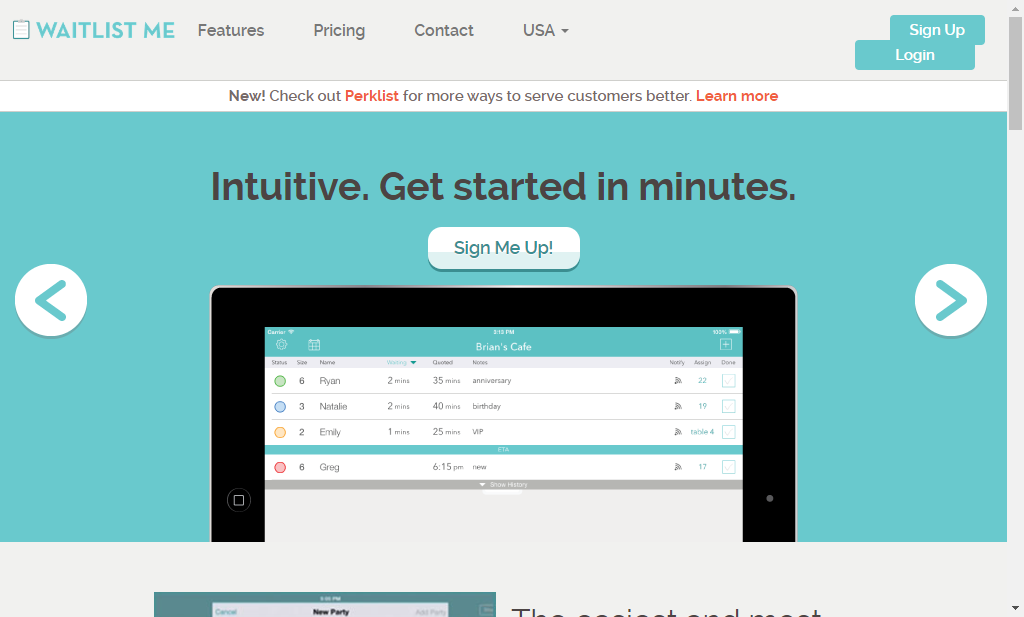 WAITLIST ME Features Pricing Contact USA Sign Up
Login
New! Check out Perklist for more ways to serve customers better. Learn more
Intuitive. Get started in minutes.
Sign Me Up!
Carrier 3:13 PM 100%
Brian's Cafe
Status Size Name Waiting Quoted Notes Notify Assign Done
6 Ryan 2 mins 35 mins anniversary 22
3 Natalie 2 mins 40 mins birthday 19
2 Emily 1 mins 25 mins VIP table 4
ETA
6 Greg 6:15 pm new 17
Show History
Cancel New Party Add Party
The easiest and most